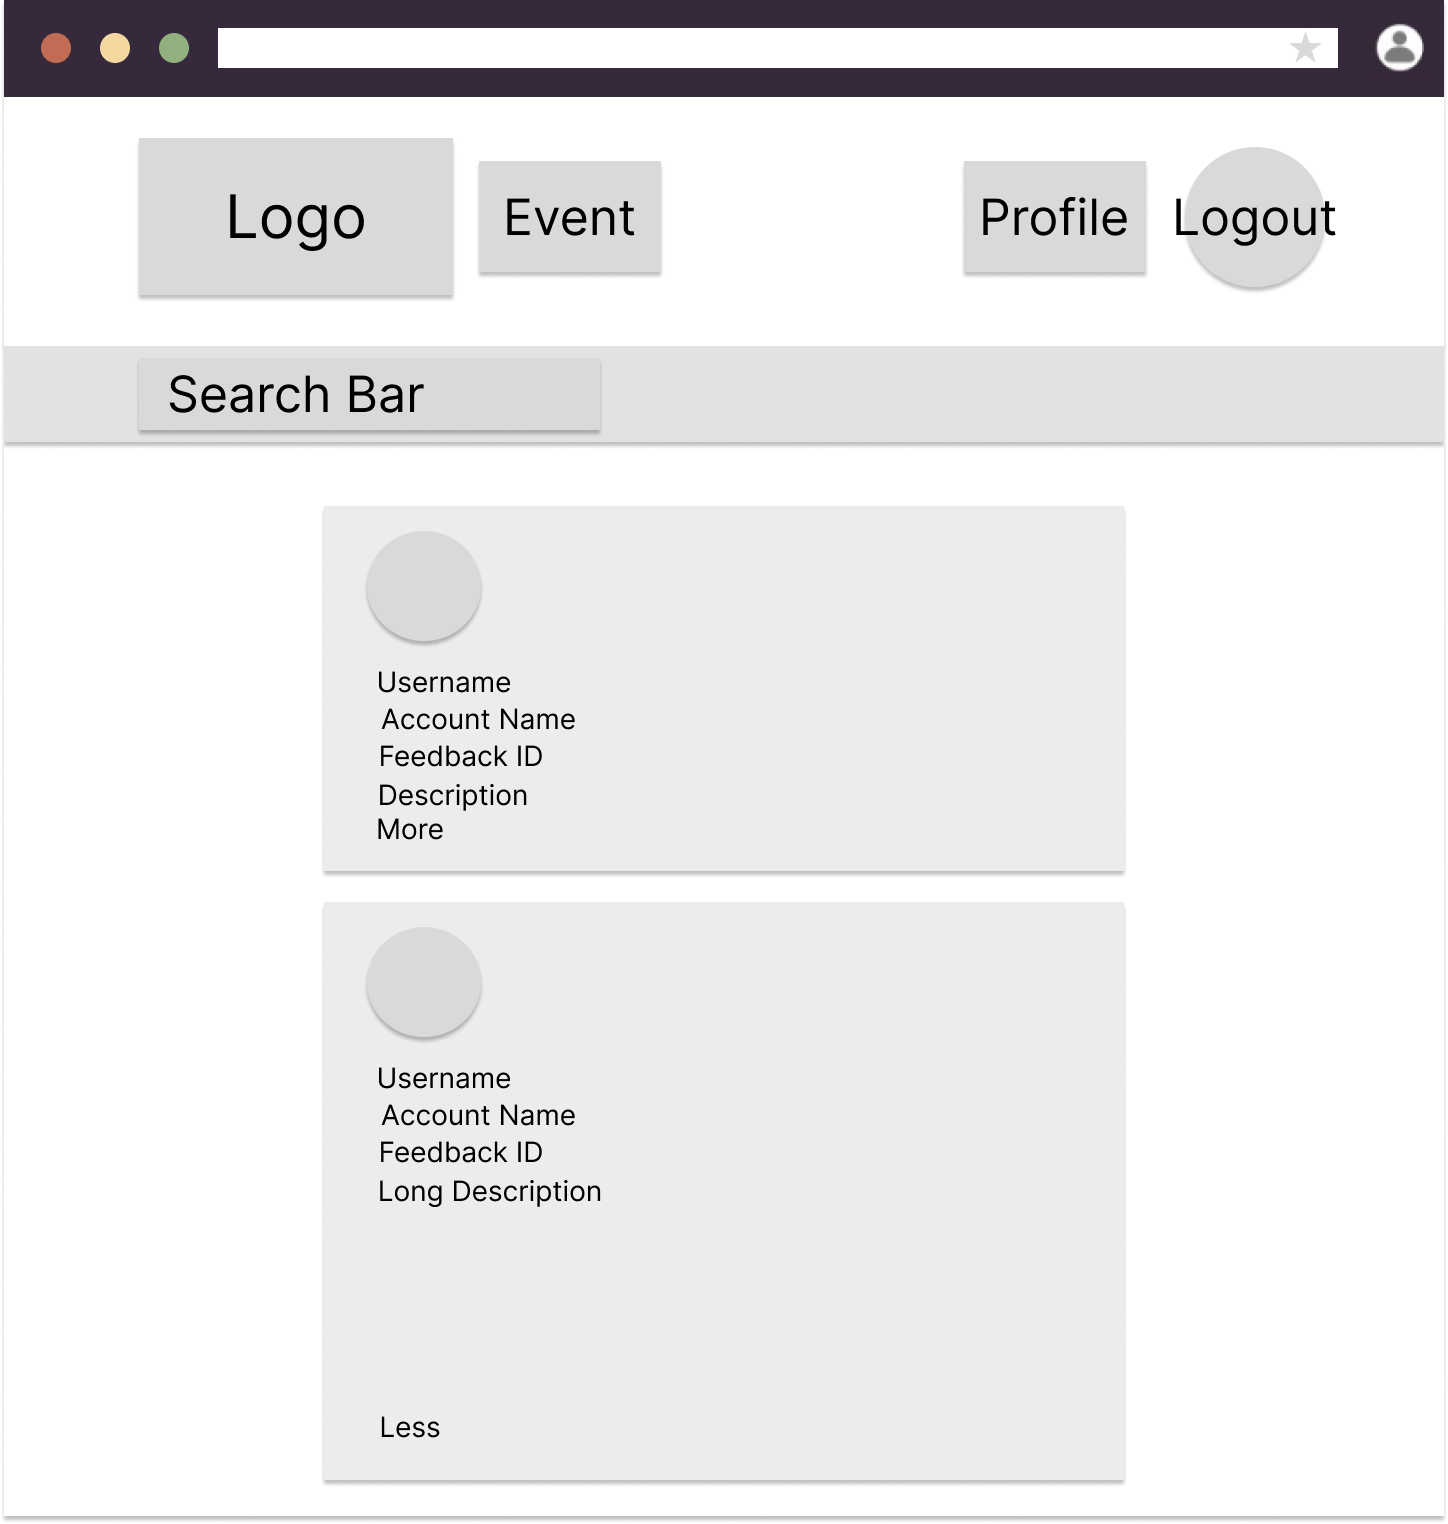 Logo
Event
Profile
Logout
Search Bar
Username
Account Name
Feedback ID
Description
More
Username
Account Name
Feedback ID
Long Description
Less